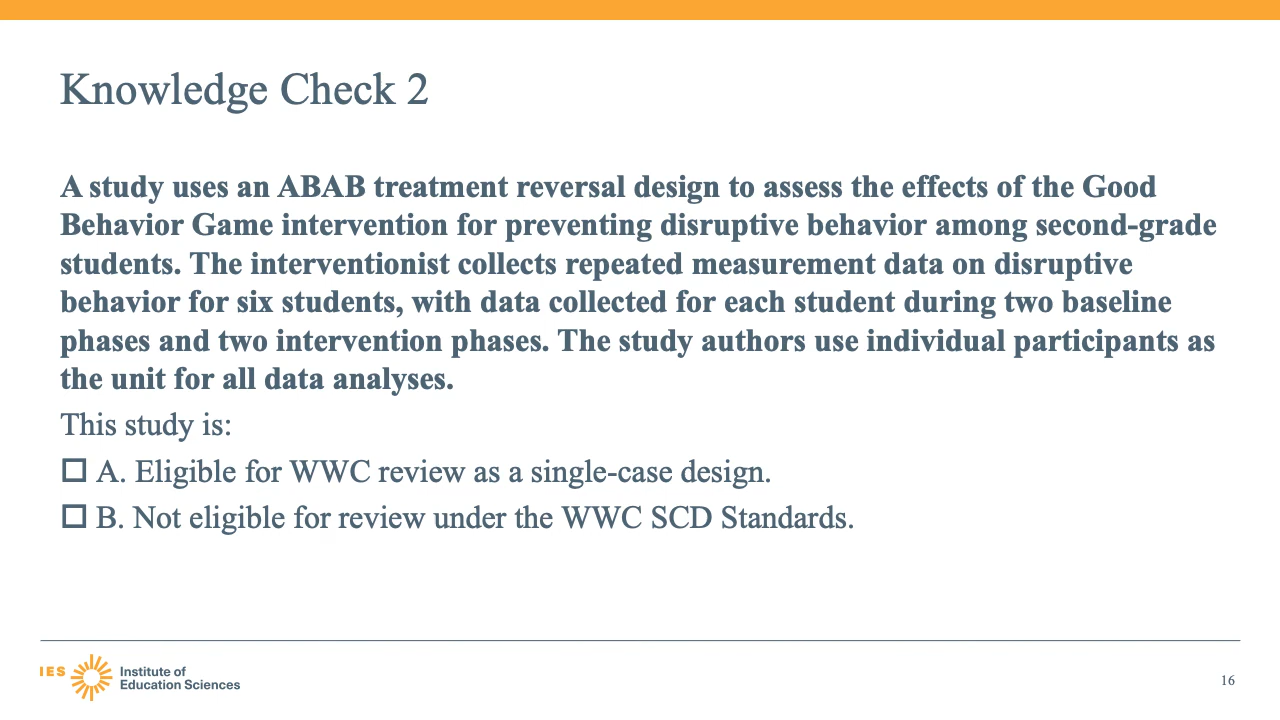 Knowledge Check 2
A study uses an ABAB treatment reversal design to assess the effects of the Good
Behavior Game intervention for preventing disruptive behavior among second-grade
students. The interventionist collects repeated measurement data on disruptive
behavior for six students, with data collected for each student during two baseline
phases and two intervention phases. The study authors use individual participants as
the unit for all data analyses.
This study is:
A. Eligible for WWC review as a single-case design.
B. Not eligible for review under the WWC SCD Standards.
IES
Institute of
Education Sciences
16